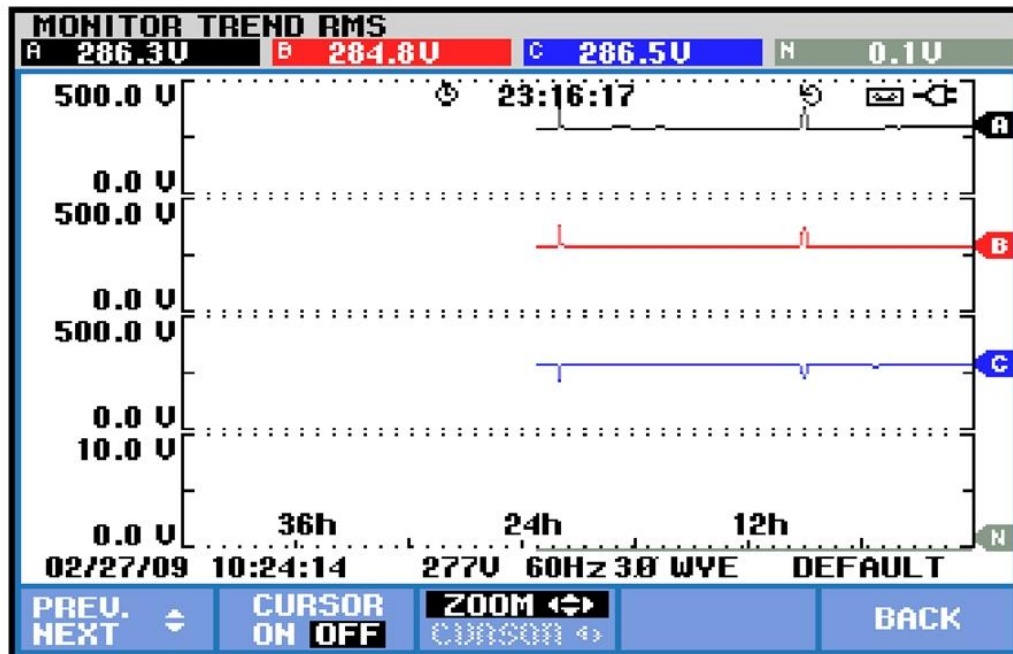 MONITOR TREND RMS
A 286.3V B 284.8V C 286.5V N 0.1V
500.0 V 23:16:17
A
0.0 V
500.0 V
B
0.0 V
500.0 V
C
0.0 V
10.0 V
36h 24h 12h
0.0 V N
02/27/09 10:24:14 277V 60Hz 3Ø WYE DEFAULT
PREV. NEXT CURSOR ON OFF ZOOM CURSOR BACK